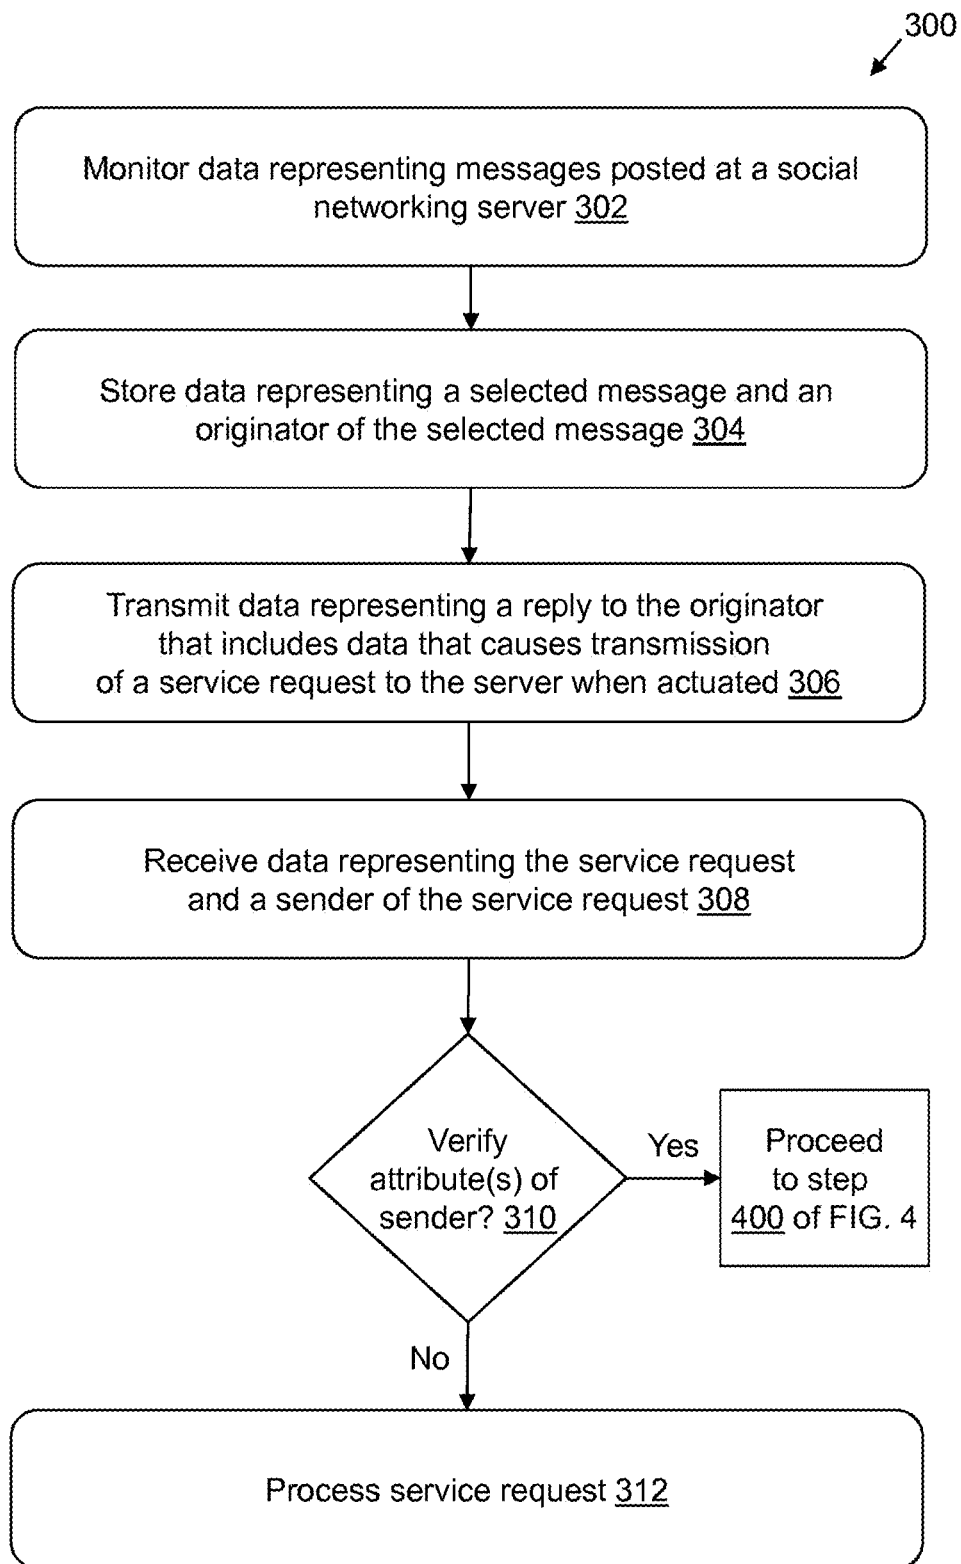 300
Monitor data representing messages posted at a social
networking server 302
Store data representing a selected message and an
originator of the selected message 304
Transmit data representing a reply to the originator
that includes data that causes transmission
of a service request to the server when actuated 306
Receive data representing the service request
and a sender of the service request 308
Verify
attribute(s) of
sender? 310
Yes
Proceed
to step
400 of FIG. 4
No
Process service request 312